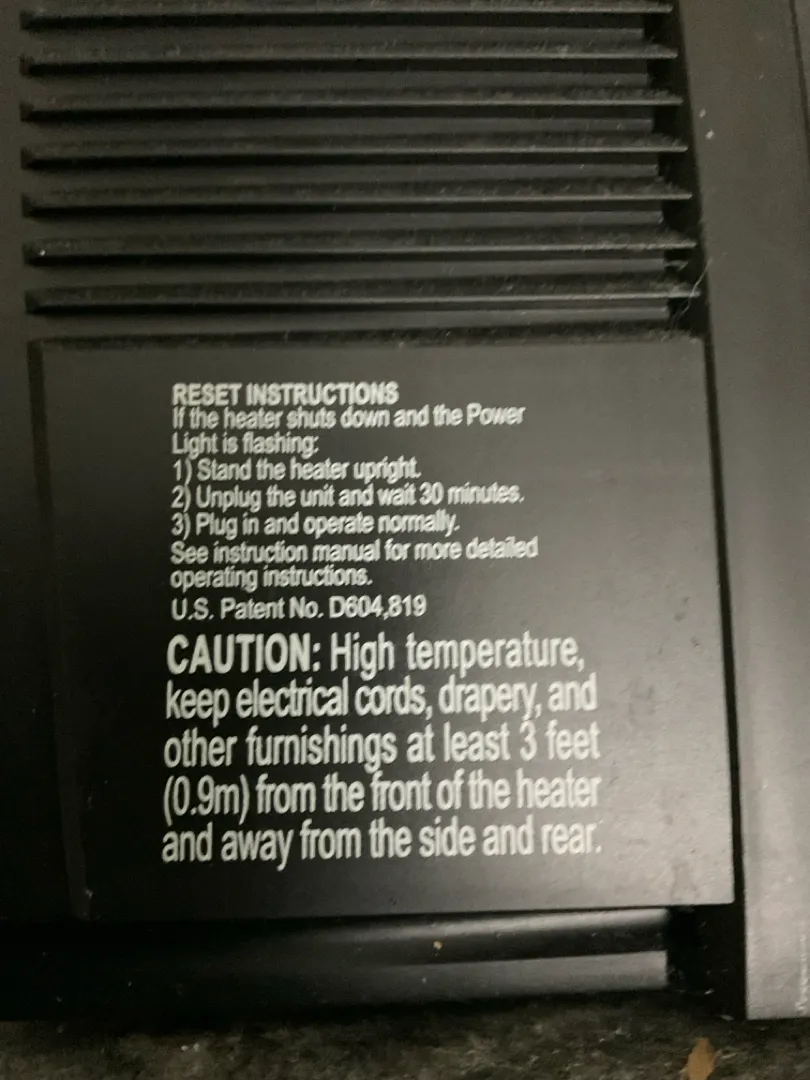 RESET INSTRUCTIONS
If the heater shuts down and the Power
Light is flashing:
1) Stand the heater upright.
2) Unplug the unit and wait 30 minutes.
3) Plug in and operate normally.
See instruction manual for more detailed
operating instructions.
U.S. Patent No. D604,819
CAUTION: High temperature,
keep electrical cords, drapery, and
other furnishings at least 3 feet
(0.9m) from the front of the heater
and away from the side and rear.